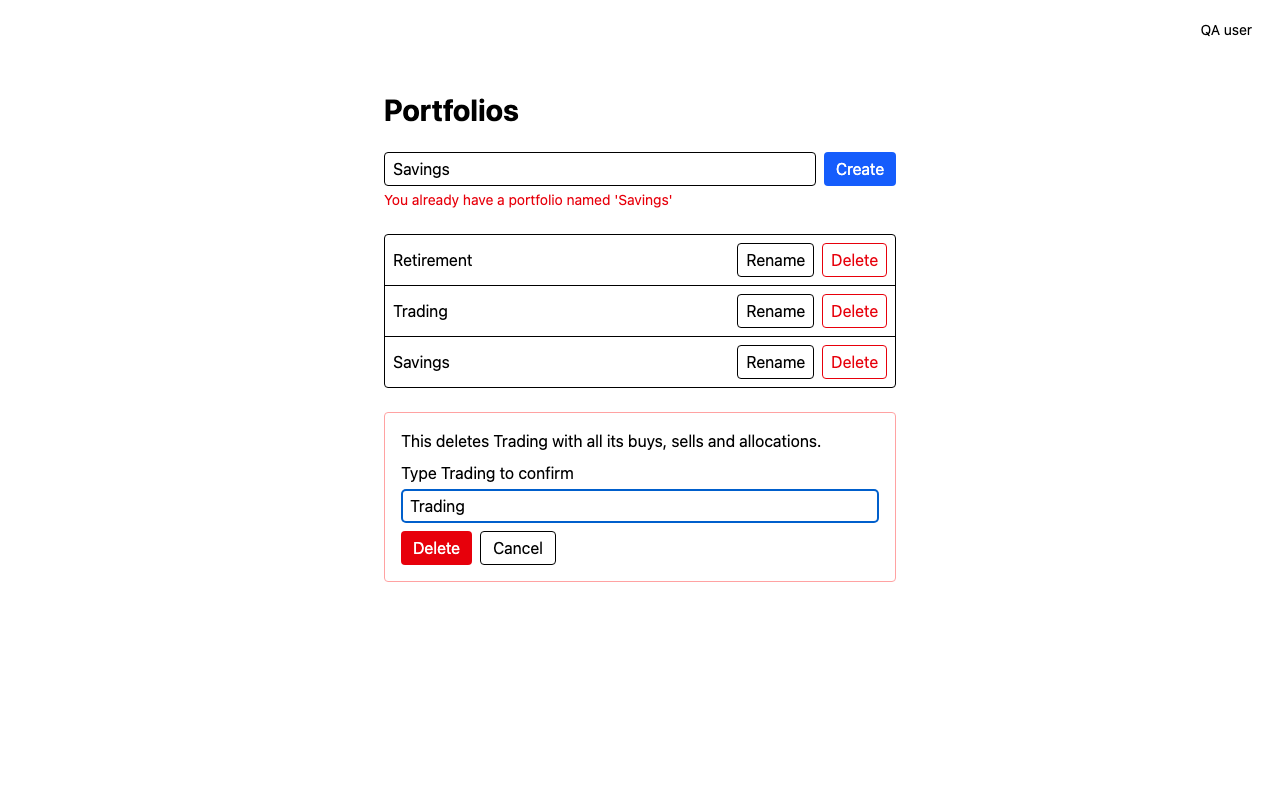 QA user
Portfolios
Savings Create
You already have a portfolio named 'Savings'
Retirement Rename Delete
Trading Rename Delete
Savings Rename Delete
This deletes Trading with all its buys, sells and allocations.
Type Trading to confirm
Trading
Delete Cancel